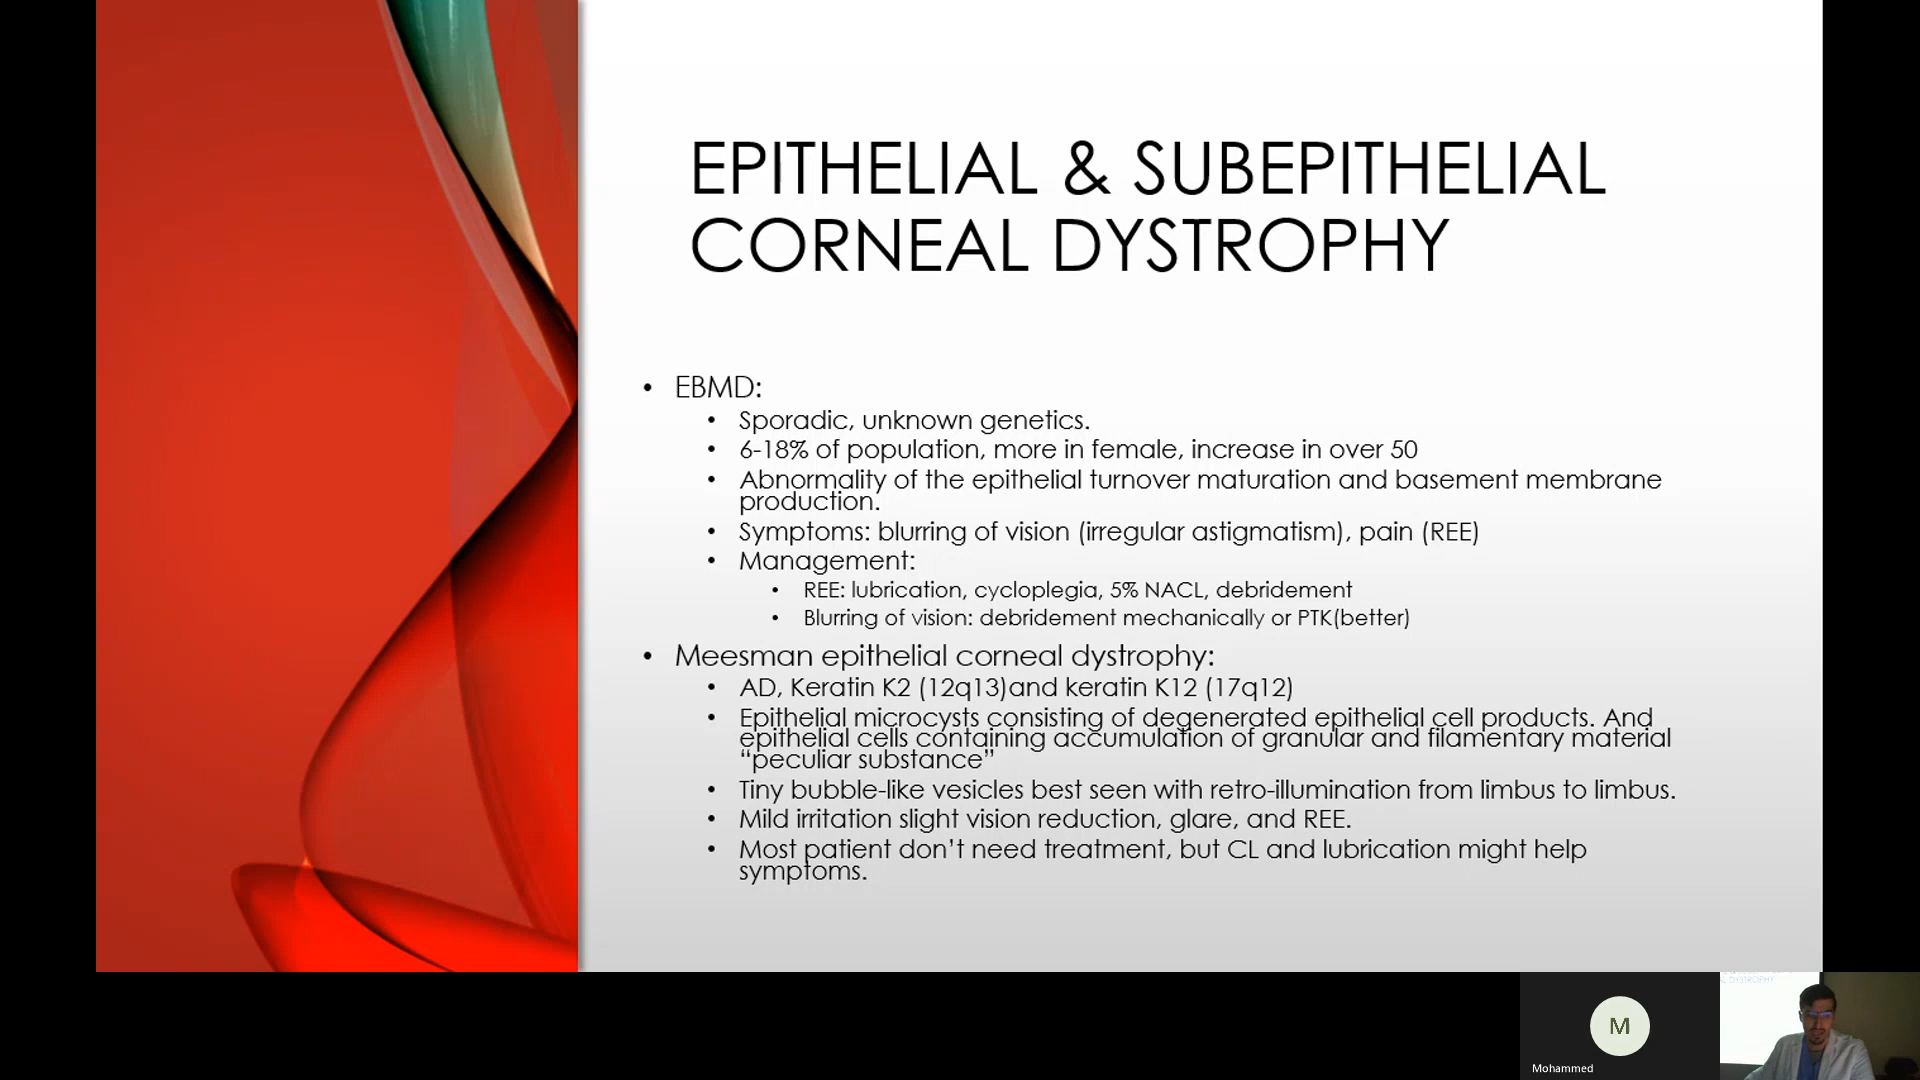 EPITHELIAL & SUBEPITHELIAL
CORNEAL DYSTROPHY
• EBMD:
• Sporadic, unknown genetics.
• 6-18% of population, more in female, increase in over 50
• Abnormality of the epithelial turnover maturation and basement membrane
production.
• Symptoms: blurring of vision (irregular astigmatism), pain (REE)
• Management:
• REE: lubrication, cycloplegia, 5% NACL, debridement
• Blurring of vision: debridement mechanically or PTK(better)
• Meesman epithelial corneal dystrophy:
• AD, Keratin K2 (12q13)and keratin K12 (17q12)
• Epithelial microcysts consisting of degenerated epithelial cell products. And
epithelial cells containing accumulation of granular and filamentary material
“peculiar substance”
• Tiny bubble-like vesicles best seen with retro-illumination from limbus to limbus.
• Mild irritation slight vision reduction, glare, and REE.
• Most patient don’t need treatment, but CL and lubrication might help
symptoms.
M
Mohammed
DYSTROPHY